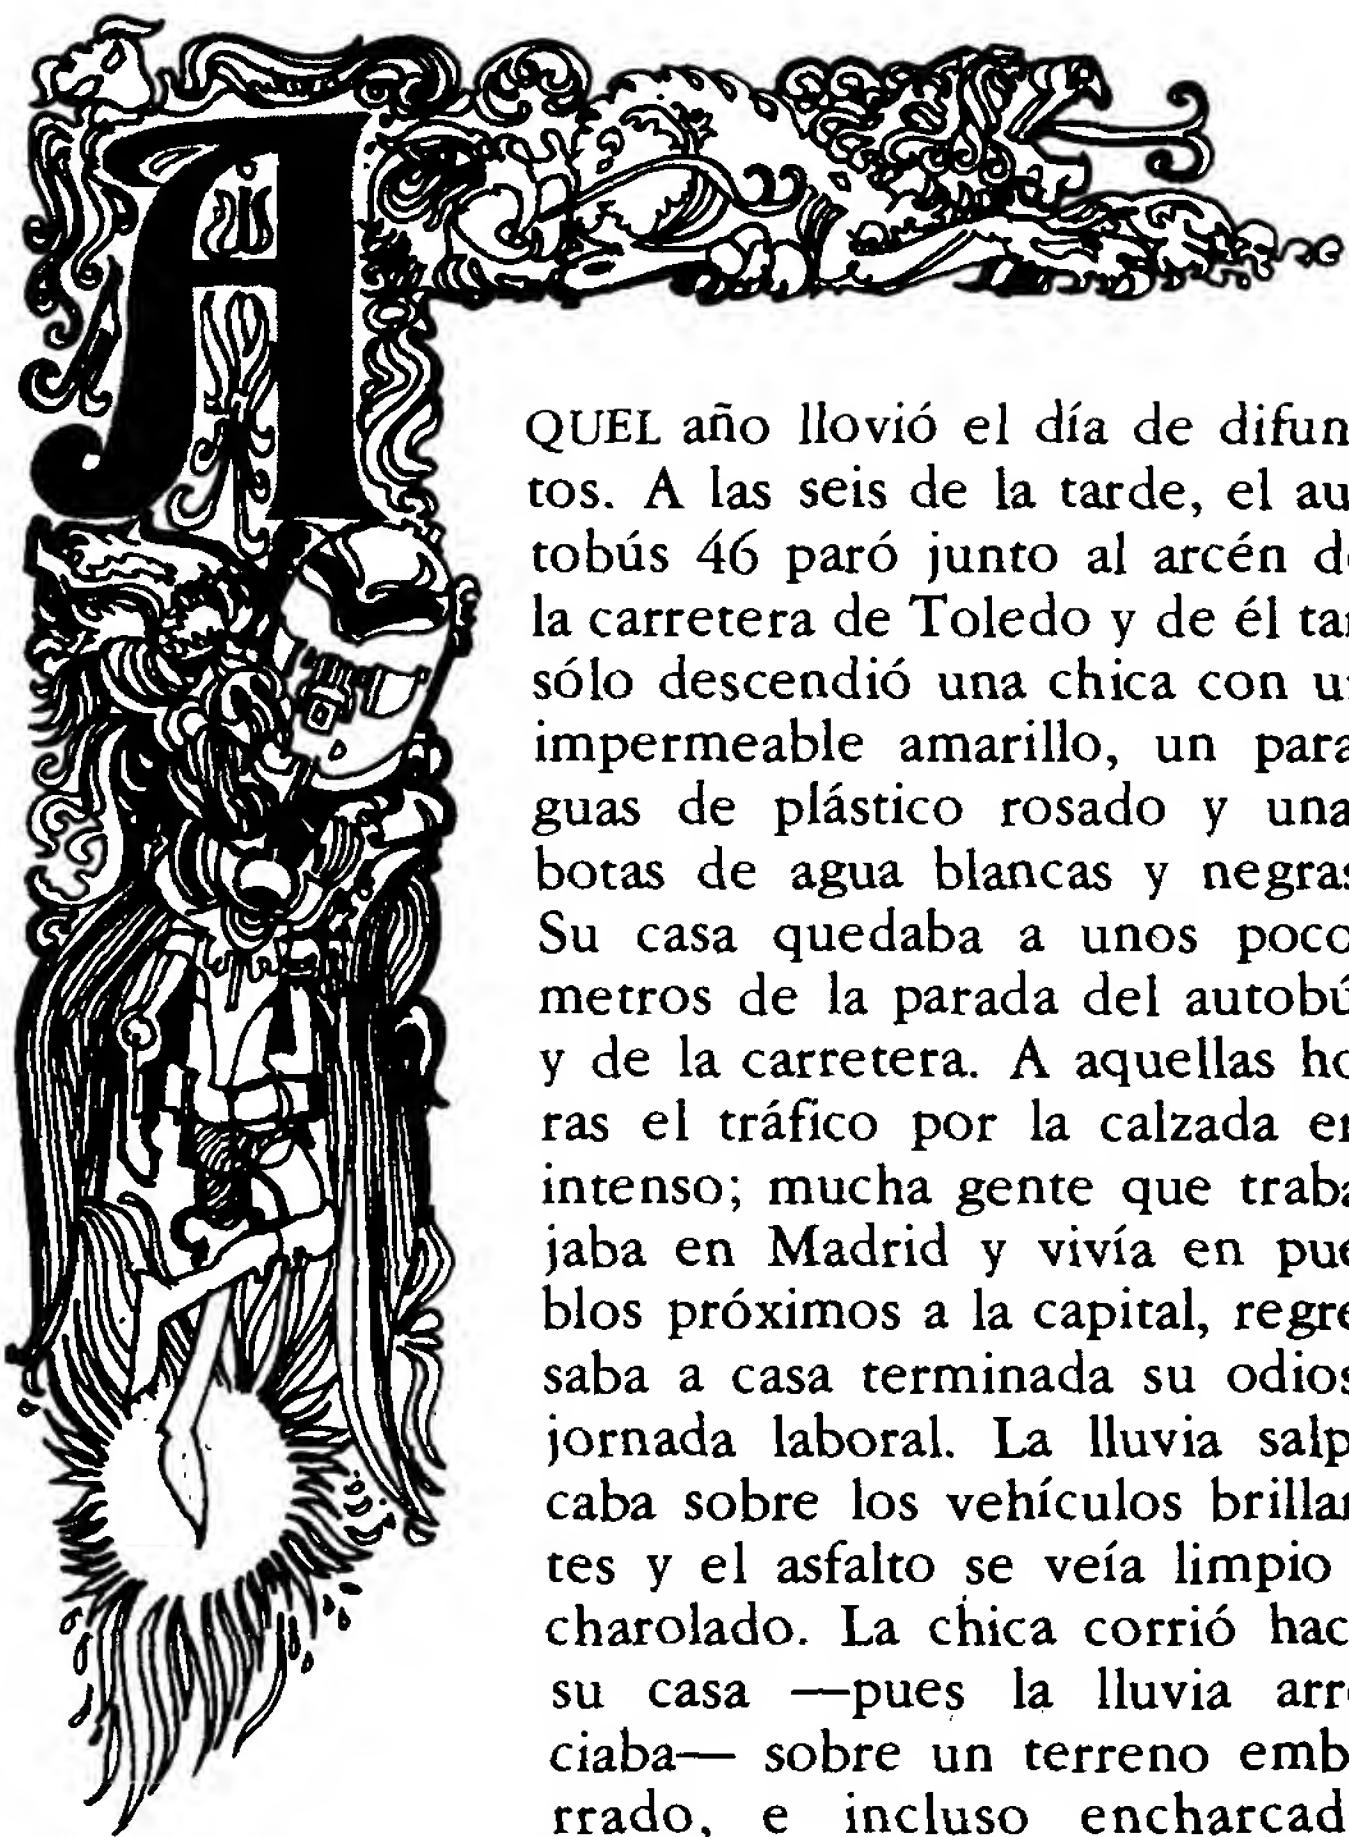 AQUEL año llovió el día de difun
tos. A las seis de la tarde, el au
tobús 46 paró junto al arcén de
la carretera de Toledo y de él tan
sólo descendió una chica con un
impermeable amarillo, un para
guas de plástico rosado y una
botas de agua blancas y negras
Su casa quedaba a unos poco
metros de la parada del autobú
y de la carretera. A aquellas ho
ras el tráfico por la calzada er
intenso; mucha gente que traba
jaba en Madrid y vivía en pue
blos próximos a la capital, regre
saba a casa terminada su odios
jornada laboral. La lluvia salp
caba sobre los vehículos brillan
tes y el asfalto se veía limpio
charolado. La chica corrió haci
su casa —pues la lluvia arre
ciaba— sobre un terreno emba
rrado, e incluso encharcad